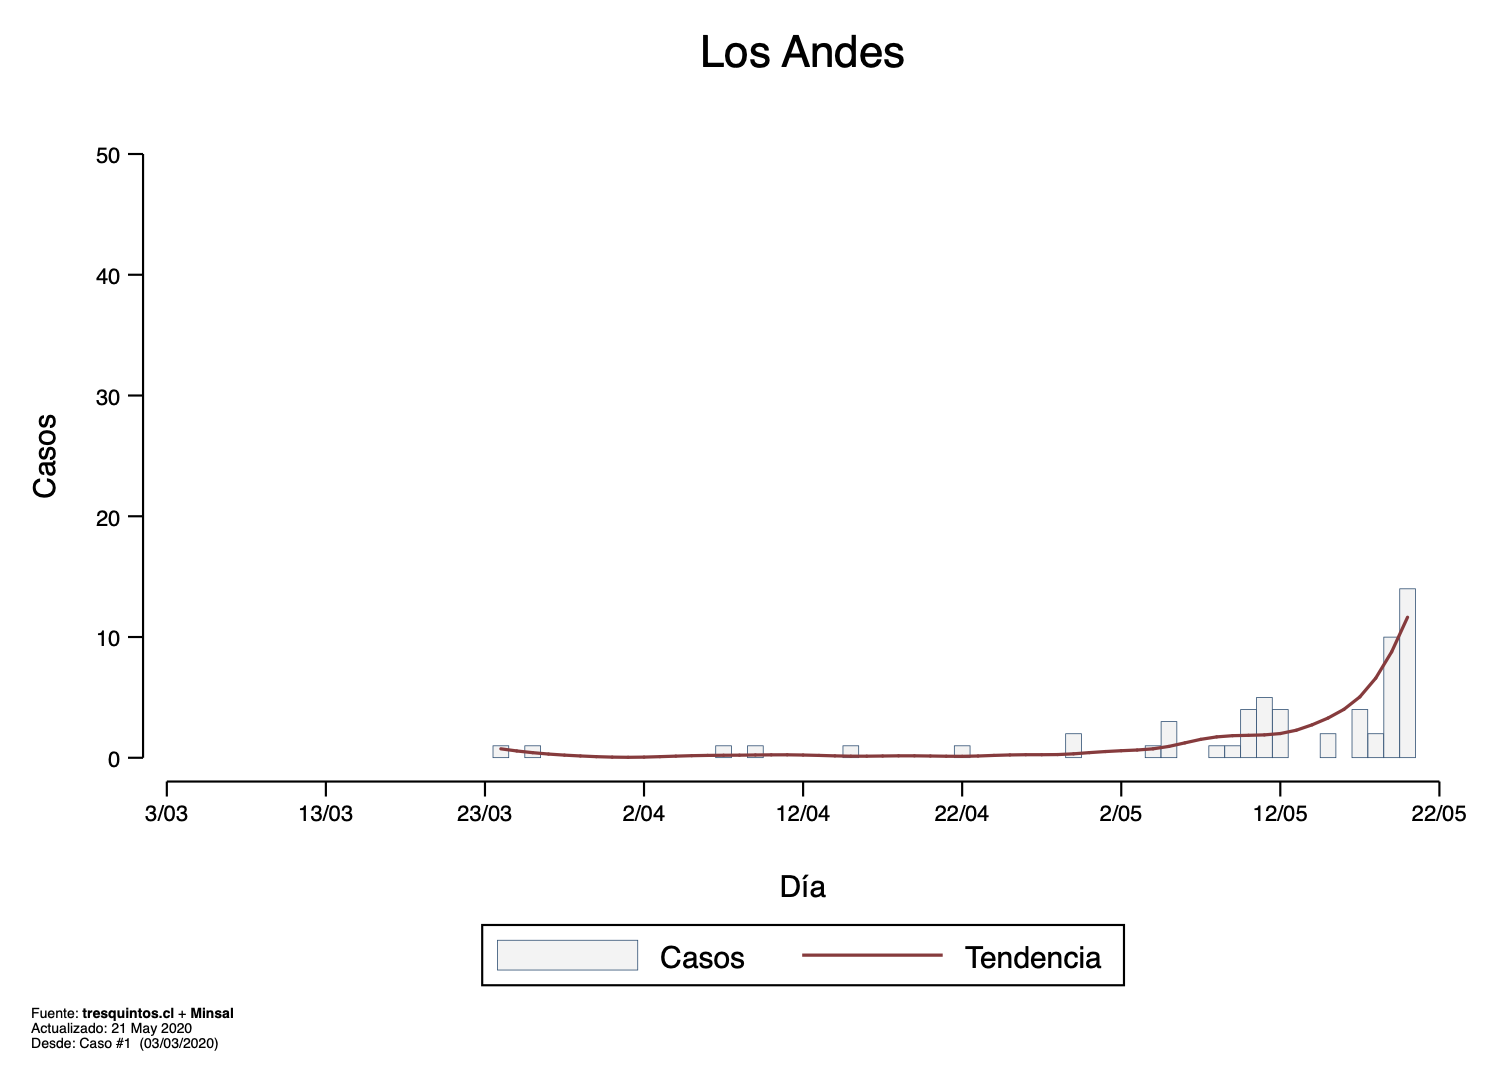 Los Andes
50
40
30
20
10
0
Casos
3/03 13/03 23/03 2/04 12/04 22/04 2/05 12/05 22/05
Día
Casos Tendencia
Fuente: tresquintos.cl + Minsal
Actualizado: 21 May 2020
Desde: Caso #1 (03/03/2020)